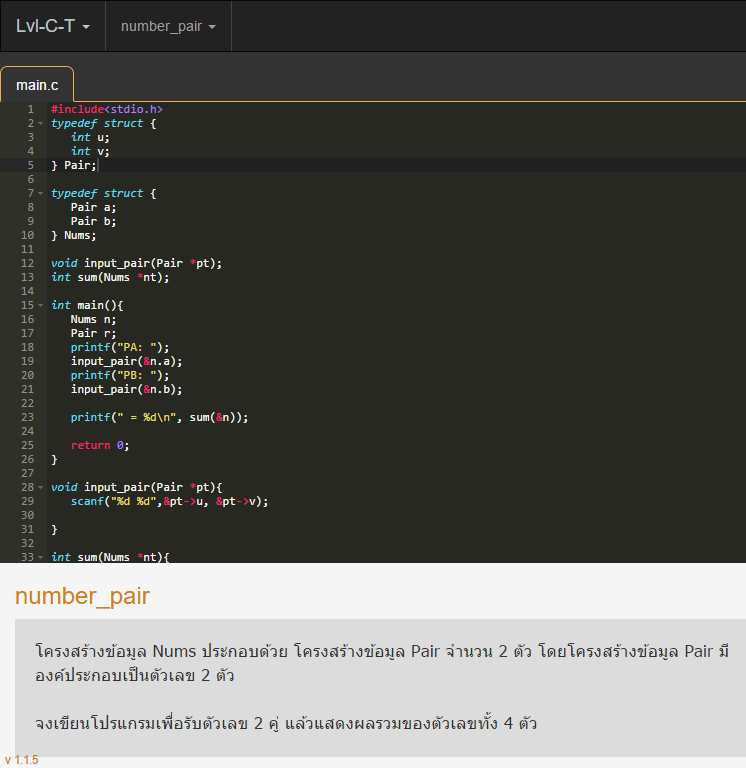 Lvl-C-T number_pair
main.c
1 #include<stdio.h>
2 typedef struct {
3 int u;
4 int v;
5 } Pair;
6
7 typedef struct {
8 Pair a;
9 Pair b;
10 } Nums;
11
12 void input_pair(Pair *pt);
13 int sum(Nums *nt);
14
15 int main(){
16 Nums n;
17 Pair r;
18 printf("PA: ");
19 input_pair(&n.a);
20 printf("PB: ");
21 input_pair(&n.b);
22
23 printf(" = %d\n", sum(&n));
24
25 return 0;
26 }
27
28 void input_pair(Pair *pt){
29 scanf("%d %d",&pt->u, &pt->v);
30
31 }
32
33 int sum(Nums *nt){
number_pair
โครงสร้างข้อมูล Nums ประกอบด้วย โครงสร้างข้อมูล Pair จำนวน 2 ตัว โดยโครงสร้างข้อมูล Pair มี
องค์ประกอบเป็นตัวเลข 2 ตัว
จงเขียนโปรแกรมเพื่อรับตัวเลข 2 คู่ แล้วแสดงผลรวมของตัวเลขทั้ง 4 ตัว
v 1.1.5